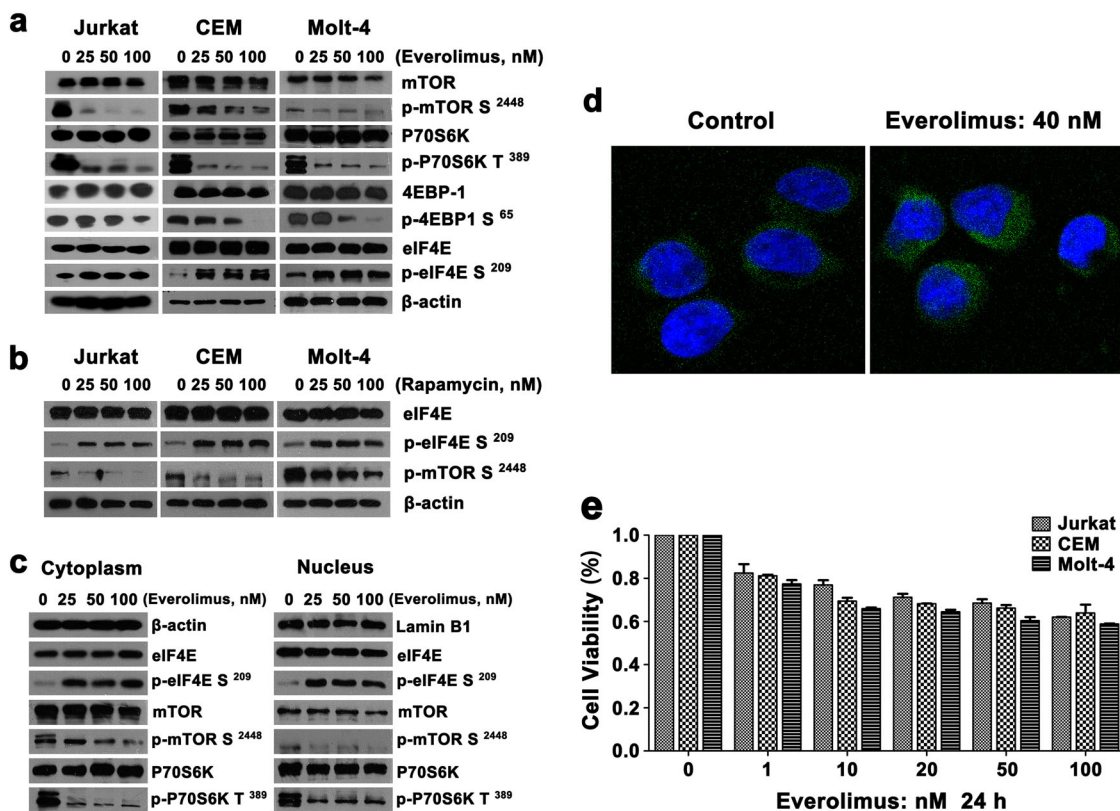 a
Jurkat CEM Molt-4
0 25 50 100 0 25 50 100 0 25 50 100 (Everolimus, nM)
mTOR
p-mTOR S 2448
P70S6K
p-P70S6K T 389
4EBP-1
p-4EBP1 S 65
eIF4E
p-eIF4E S 209
β-actin
b
Jurkat CEM Molt-4
0 25 50 100 0 25 50 100 0 25 50 100 (Rapamycin, nM)
eIF4E
p-eIF4E S 209
p-mTOR S 2448
β-actin
c
Cytoplasm Nucleus
0 25 50 100 (Everolimus, nM) 0 25 50 100 (Everolimus, nM)
β-actin Lamin B1
eIF4E eIF4E
p-eIF4E S 209 p-eIF4E S 209
mTOR mTOR
p-mTOR S 2448 p-mTOR S 2448
P70S6K P70S6K
p-P70S6K T 389 p-P70S6K T 389
d
Control Everolimus: 40 nM
e
Jurkat
CEM
Molt-4
Cell Viability (%)
1.0
0.8
0.6
0.4
0.2
0.0
0 1 10 20 50 100
Everolimus: nM 24 h